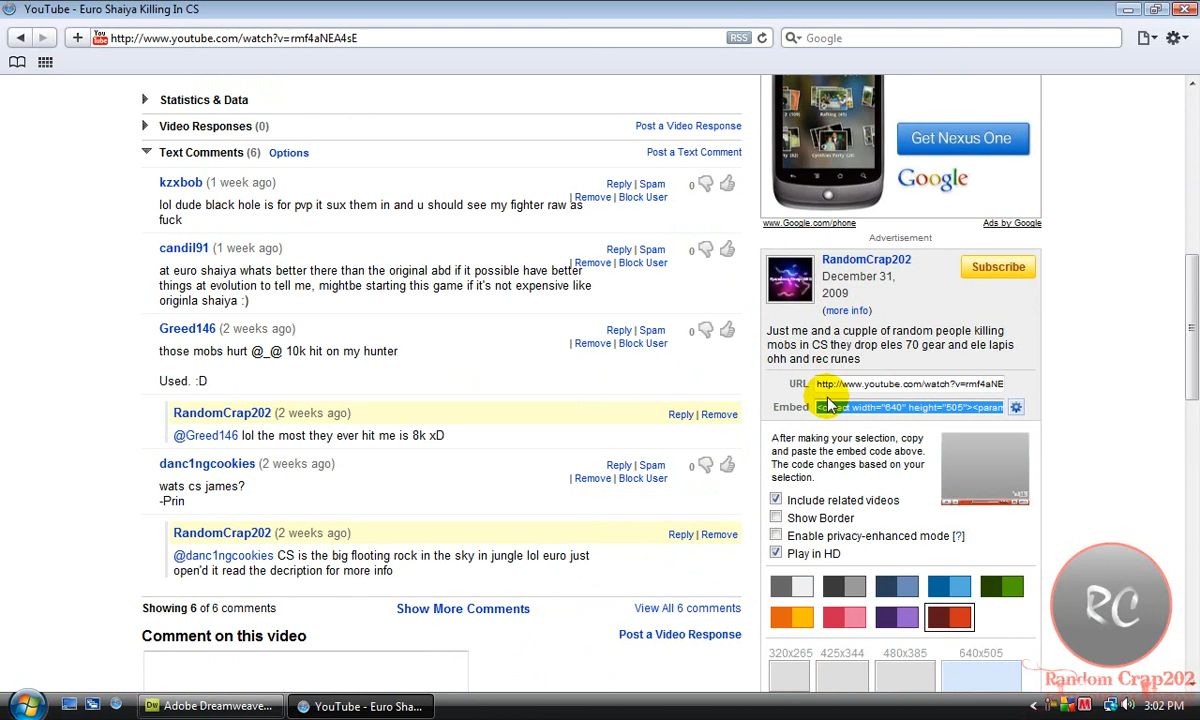 YouTube - Euro Shaiya Killing In CS
http://www.youtube.com/watch?v=rmf4aNEA4sE
RSS
Google
Statistics & Data
Video Responses (0)
Post a Video Response
Text Comments (6) Options
Post a Text Comment
kzxbob (1 week ago)
Reply | Spam
| Remove | Block User
0
lol dude black hole is for pvp it sux them in and u should see my fighter raw as
fuck
candil91 (1 week ago)
Reply | Spam
| Remove | Block User
0
at euro shaiya whats better there than the original abd if it possible have better
things at evolution to tell me, mightbe starting this game if it's not expensive like
originla shaiya :)
Greed146 (2 weeks ago)
Reply | Spam
| Remove | Block User
0
those mobs hurt @_@ 10k hit on my hunter
Used. :D
RandomCrap202 (2 weeks ago)
Reply | Remove
@Greed146 lol the most they ever hit me is 8k xD
danc1ngcookies (2 weeks ago)
Reply | Spam
| Remove | Block User
0
wats cs james?
-Prin
RandomCrap202 (2 weeks ago)
Reply | Remove
@danc1ngcookies CS is the big flooting rock in the sky in jungle lol euro just
open'd it read the decription for more info
Showing 6 of 6 comments
Show More Comments
View All 6 comments
Comment on this video
Post a Video Response
Get Nexus One
Google
www.Google.com/phone
Ads by Google
Advertisement
RandomCrap202
December 31,
2009
(more info)
Subscribe
Just me and a cupple of random people killing
mobs in CS they drop eles 70 gear and ele lapis
ohh and rec runes
URL http://www.youtube.com/watch?v=rmf4aNE
Embed <object width="640" height="505"><param
After making your selection, copy
and paste the embed code above.
The code changes based on your
selection.
Include related videos
Show Border
Enable privacy-enhanced mode [?]
Play in HD
320x265
425x344
480x385
640x505
RC
Random Crap202
Adobe Dreamweave...
YouTube - Euro Sha...
3:02 PM